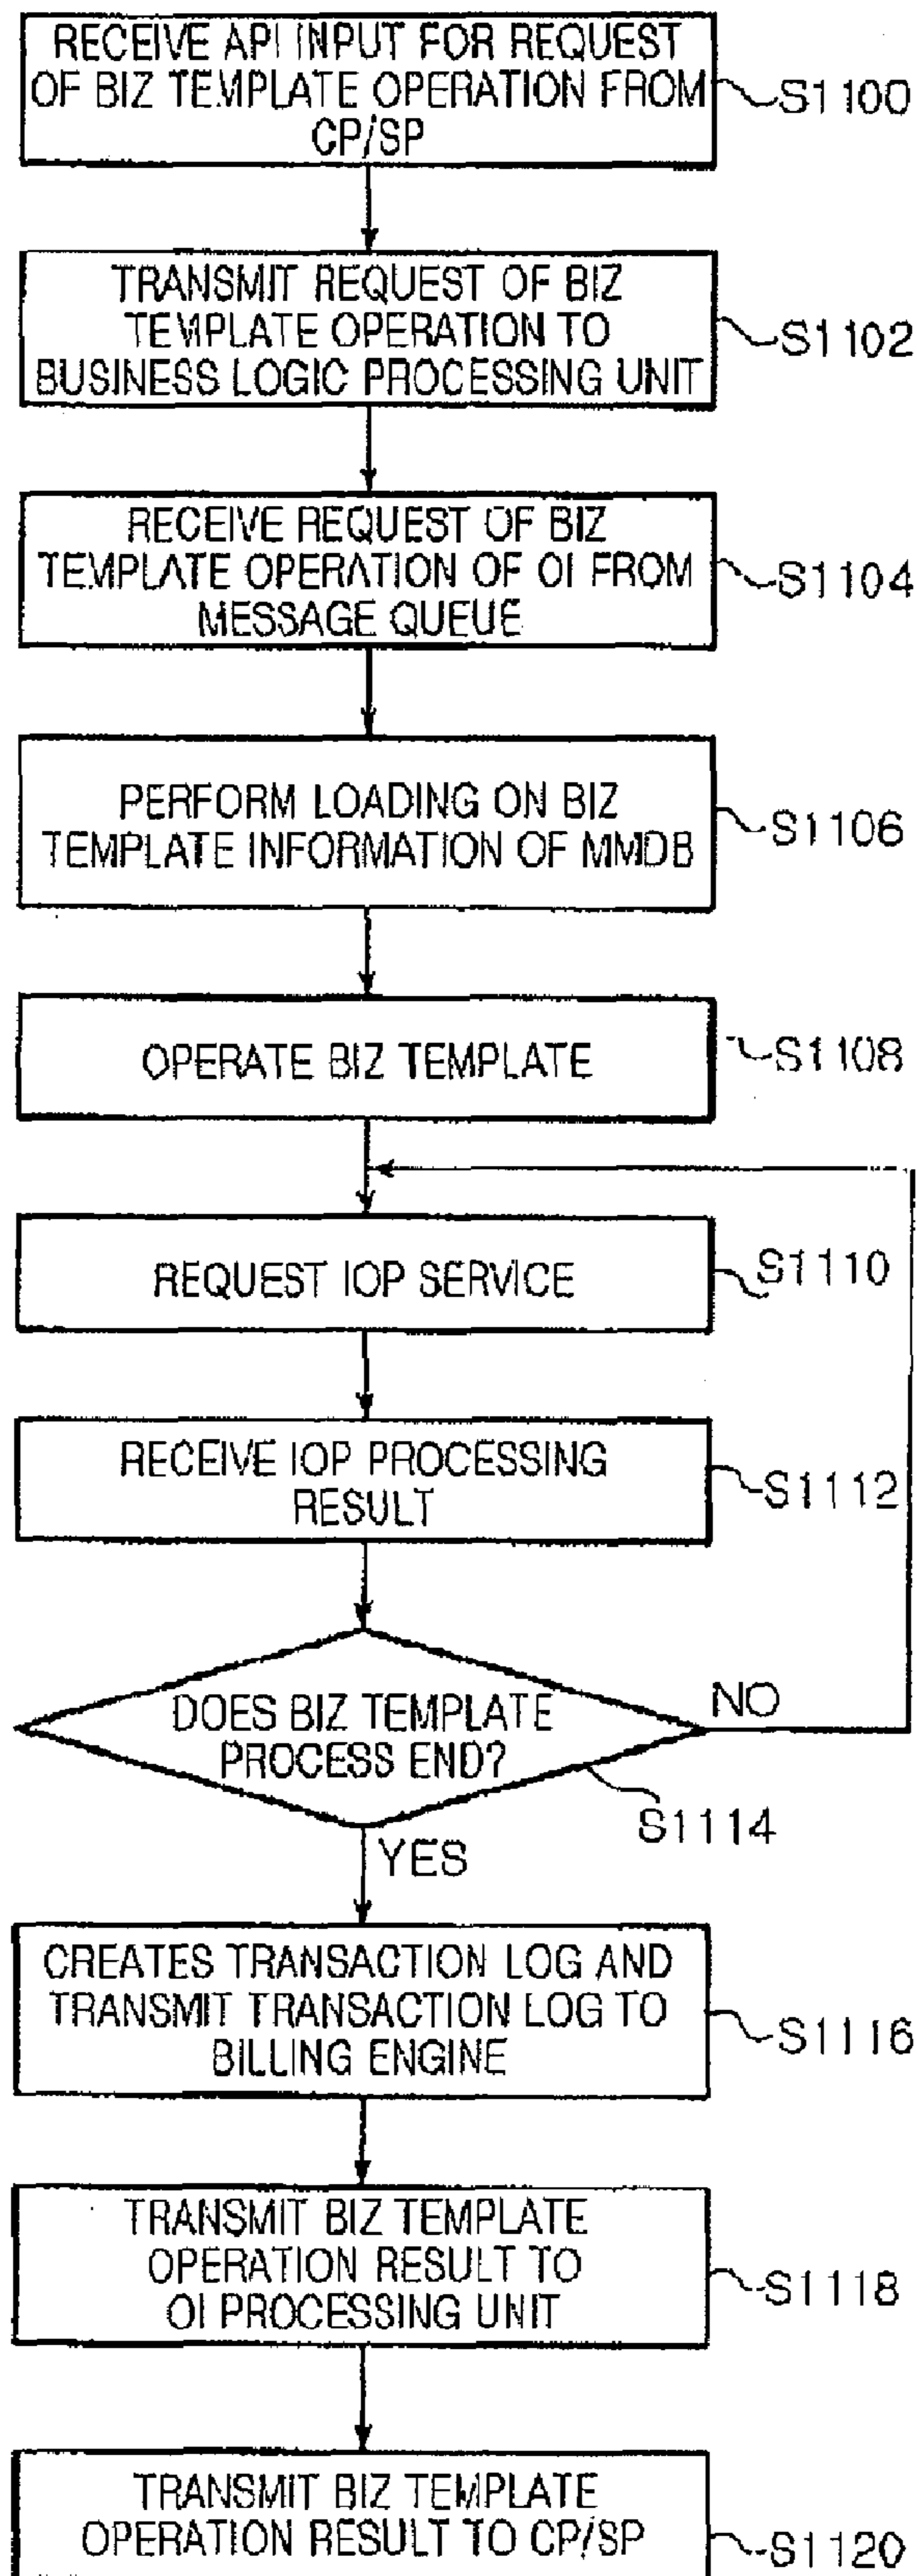 RECEIVE API INPUT FOR REQUEST
OF BIZ TEMPLATE OPERATION FROM
CP/SP
S1100
TRANSMIT REQUEST OF BIZ
TEMPLATE OPERATION TO
BUSINESS LOGIC PROCESSING UNIT
S1102
RECEIVE REQUEST OF BIZ
TEMPLATE OPERATION OF OI FROM
MESSAGE QUEUE
S1104
PERFORM LOADING ON BIZ
TEMPLATE INFORMATION OF MMDB
S1106
OPERATE BIZ TEMPLATE
S1108
REQUEST IOP SERVICE
S1110
RECEIVE IOP PROCESSING
RESULT
S1112
DOES BIZ TEMPLATE
PROCESS END?
NO
S1114
YES
CREATES TRANSACTION LOG AND
TRANSMIT TRANSACTION LOG TO
BILLING ENGINE
S1116
TRANSMIT BIZ TEMPLATE
OPERATION RESULT TO
OI PROCESSING UNIT
S1118
TRANSMIT BIZ TEMPLATE
OPERATION RESULT TO CP/SP
S1120